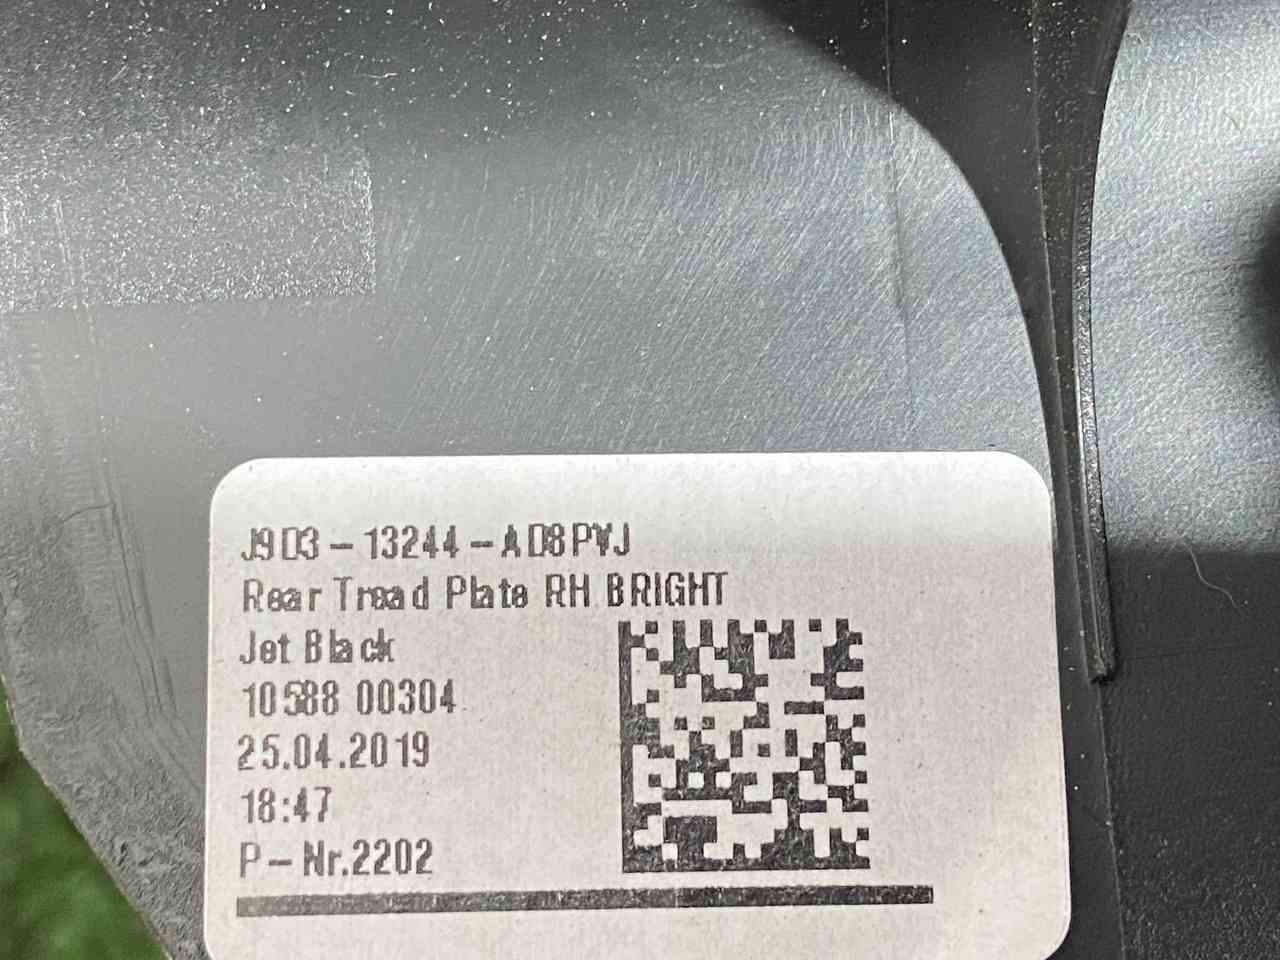 J9D3-13244-AD8PVJ
Rear Tread Plate RH BRIGHT
Jet Black
10588 00304
25.04.2019
18:47
P-Nr.2202